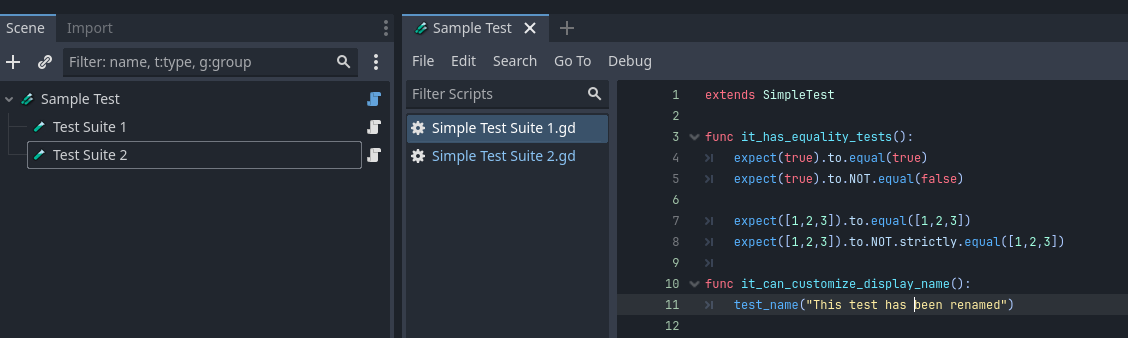 Scene Import
Filter: name, t:type, g:group
Sample Test
Test Suite 1
Test Suite 2
Sample Test
File Edit Search Go To Debug
Filter Scripts
Simple Test Suite 1.gd
Simple Test Suite 2.gd
1 extends SimpleTest
2
3 func it_has_equality_tests():
4 expect(true).to.equal(true)
5 expect(true).to.NOT.equal(false)
6
7 expect([1,2,3]).to.equal([1,2,3])
8 expect([1,2,3]).to.NOT.strictly.equal([1,2,3])
9
10 func it_can_customize_display_name():
11 test_name("This test has been renamed")
12